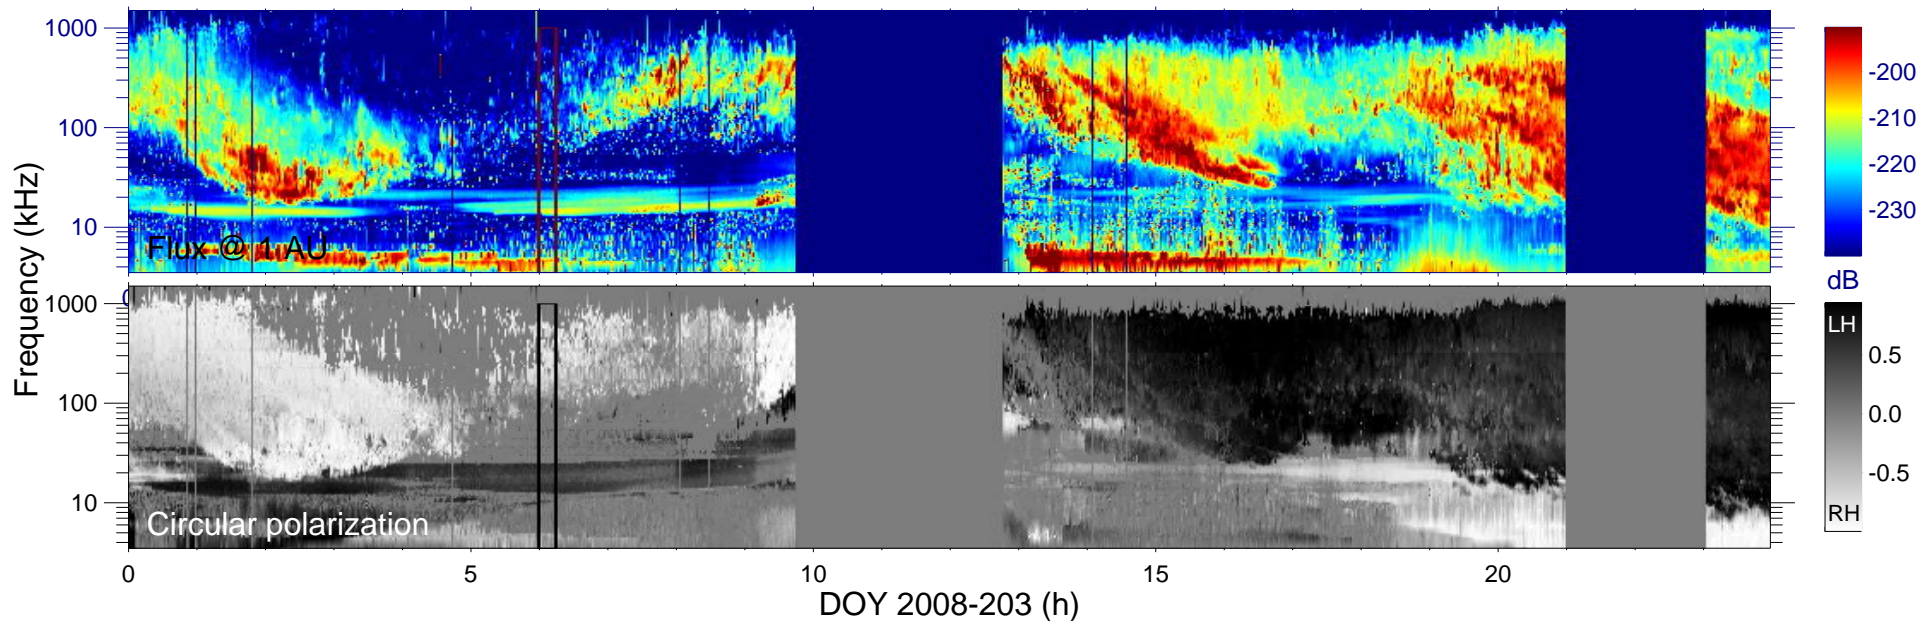 1000
100
10
Flux @ 1 AU
-200
-210
-220
-230
dB
Frequency (kHz)
0
1000
100
10
Circular polarization
LH
0.5
0.0
-0.5
RH
0
5
10
15
20
DOY 2008-203 (h)